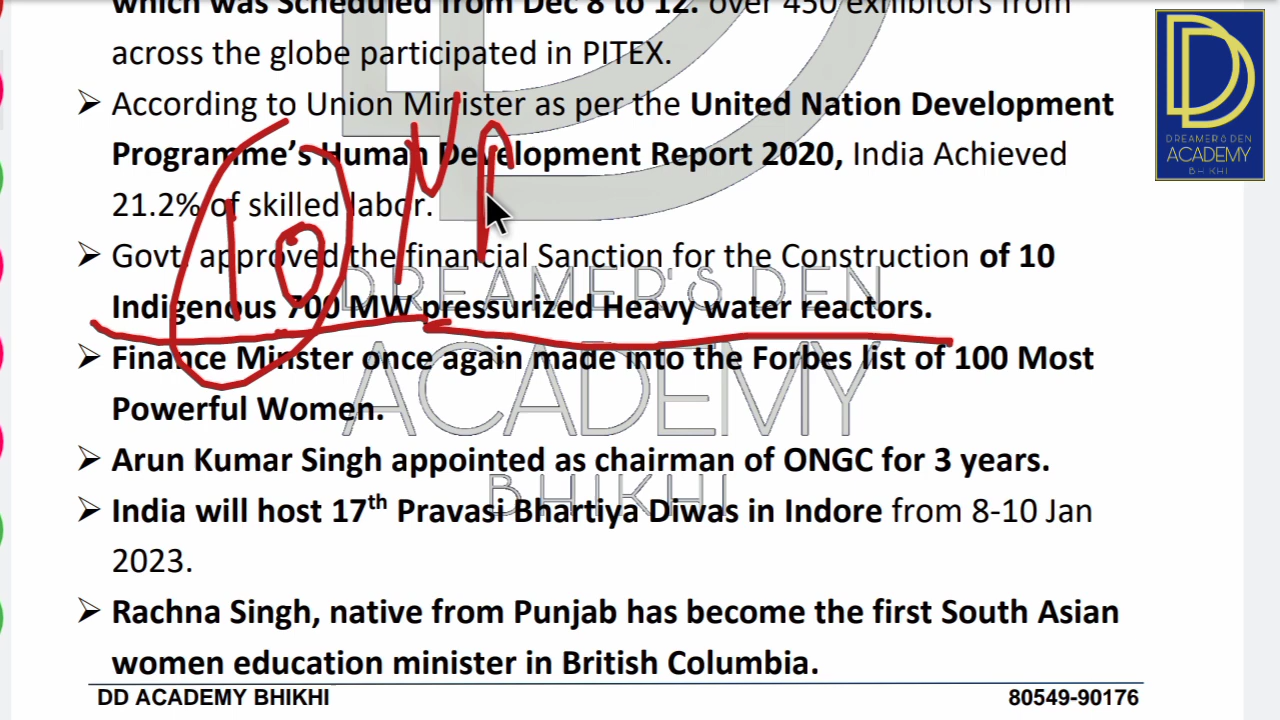 which was Scheduled from Dec 8 to 12. over 450 exhibitors from
across the globe participated in PITEX.
➢ According to Union Minister as per the United Nation Development
Programme’s Human Development Report 2020, India Achieved
21.2% of skilled labor.
➢ Govt. approved the financial Sanction for the Construction of 10
Indigenous 700 MW pressurized Heavy water reactors.
➢ Finance Minster once again made into the Forbes list of 100 Most
Powerful Women.
➢ Arun Kumar Singh appointed as chairman of ONGC for 3 years.
➢ India will host 17th Pravasi Bhartiya Diwas in Indore from 8-10 Jan
2023.
➢ Rachna Singh, native from Punjab has become the first South Asian
women education minister in British Columbia.
DD ACADEMY BHIKHI 80549-90176
DREAMER'S DEN
ACADEMY
BHIKHI
DREAMER'S DEN
ACADEMY
BHIKHI
10